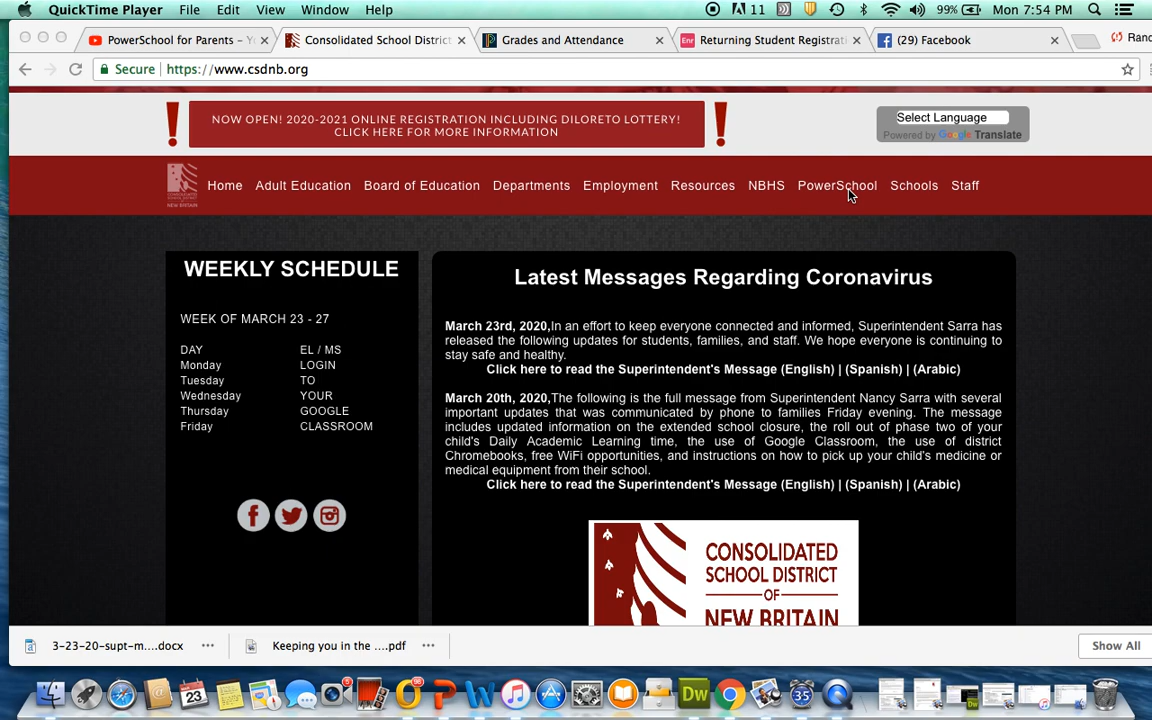 QuickTime Player File Edit View Window Help 11 99% Mon 7:54 PM
PowerSchool for Parents - Y × Consolidated School District × Grades and Attendance × Returning Student Registrati × (29) Facebook ×
Secure | https://www.csdnb.org
! NOW OPEN! 2020-2021 ONLINE REGISTRATION INCLUDING DILORETO LOTTERY! !
CLICK HERE FOR MORE INFORMATION
Select Language
Powered by Google Translate
Home Adult Education Board of Education Departments Employment Resources NBHS PowerSchool Schools Staff
WEEKLY SCHEDULE
WEEK OF MARCH 23 - 27
DAY EL / MS
Monday LOGIN
Tuesday TO
Wednesday YOUR
Thursday GOOGLE
Friday CLASSROOM
Latest Messages Regarding Coronavirus
March 23rd, 2020,In an effort to keep everyone connected and informed, Superintendent Sarra has
released the following updates for students, families, and staff. We hope everyone is continuing to
stay safe and healthy.
Click here to read the Superintendent's Message (English) | (Spanish) | (Arabic)
March 20th, 2020,The following is the full message from Superintendent Nancy Sarra with several
important updates that was communicated by phone to families Friday evening. The message
includes updated information on the extended school closure, the roll out of phase two of your
child's Daily Academic Learning time, the use of Google Classroom, the use of district
Chromebooks, free WiFi opportunities, and instructions on how to pick up your child's medicine or
medical equipment from their school.
Click here to read the Superintendent's Message (English) | (Spanish) | (Arabic)
CONSOLIDATED
SCHOOL DISTRICT
OF
NEW BRITAIN
3-23-20-supt-m....docx Keeping you in the ....pdf Show All
23 Dw 35